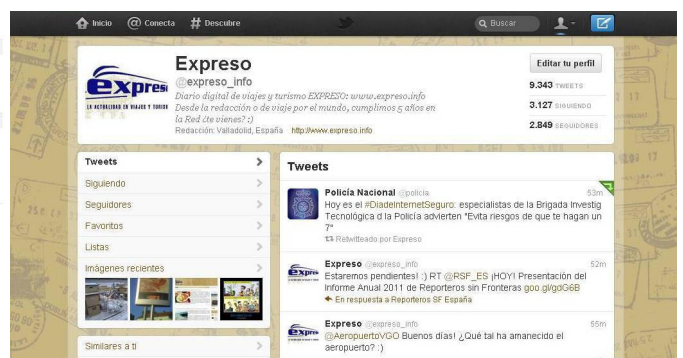 Inicio @ Conecta # Descubre
Buscar
Expreso
@expreso_info
Diario digital de viajes y turismo EXPRESO: www.expreso.info
Desde la redacción o de viaje por el mundo, cumplimos 5 años en
la Red ¿te vienes? :)
Redacción: Valladolid, España http://www.expreso.info
expreso
LA ACTUALIDAD EN VIAJES Y TURISMO
Editar tu perfil
9.343 TWEETS
3.127 SIGUIENDO
2.849 SEGUIDORES
Tweets
Siguiendo
Seguidores
Favoritos
Listas
Imágenes recientes
Similares a ti
Tweets
Policía Nacional @policia 53m
Hoy es el #DiadeInternetSeguro: especialistas de la Brigada Investig
Tecnológica d la Policía advierten "Evita riesgos de que te hagan un
7"
Retwitteado por Expreso
Expreso @expreso_info 52m
Estaremos pendientes! :) RT @RSF_ES ¡HOY! Presentación del
Informe Anual 2011 de Reporteros sin Fronteras goo.gl/gdG6B
En respuesta a Reporteros SF España
Expreso @expreso_info 55m
@AeropuertoVGO Buenos días! ¿Qué tal ha amanecido el
aeropuerto? :)